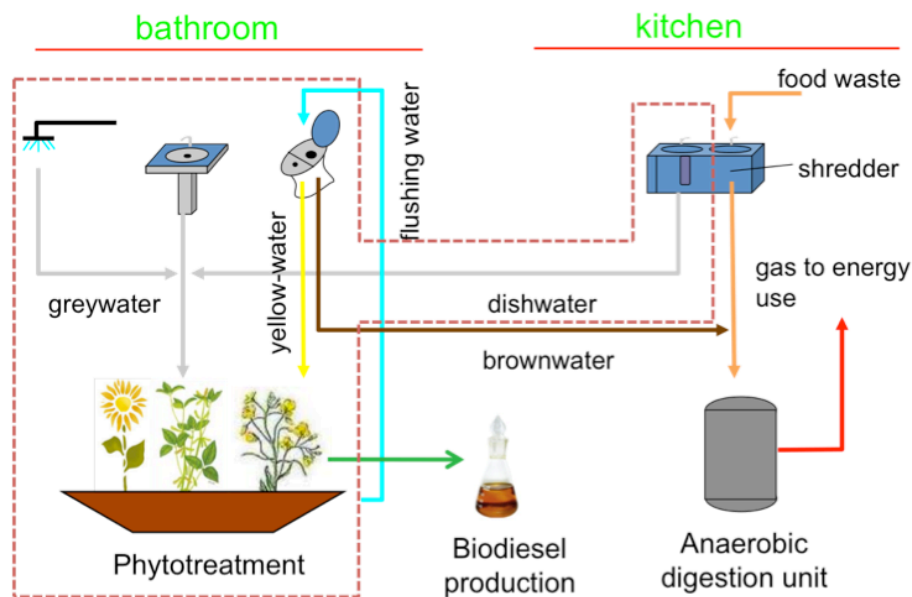 bathroom
kitchen
food waste
flushing water
shredder
greywater
yellow-water
dishwater
gas to energy
use
brownwater
Phytotreatment
Biodiesel
production
Anaerobic
digestion unit